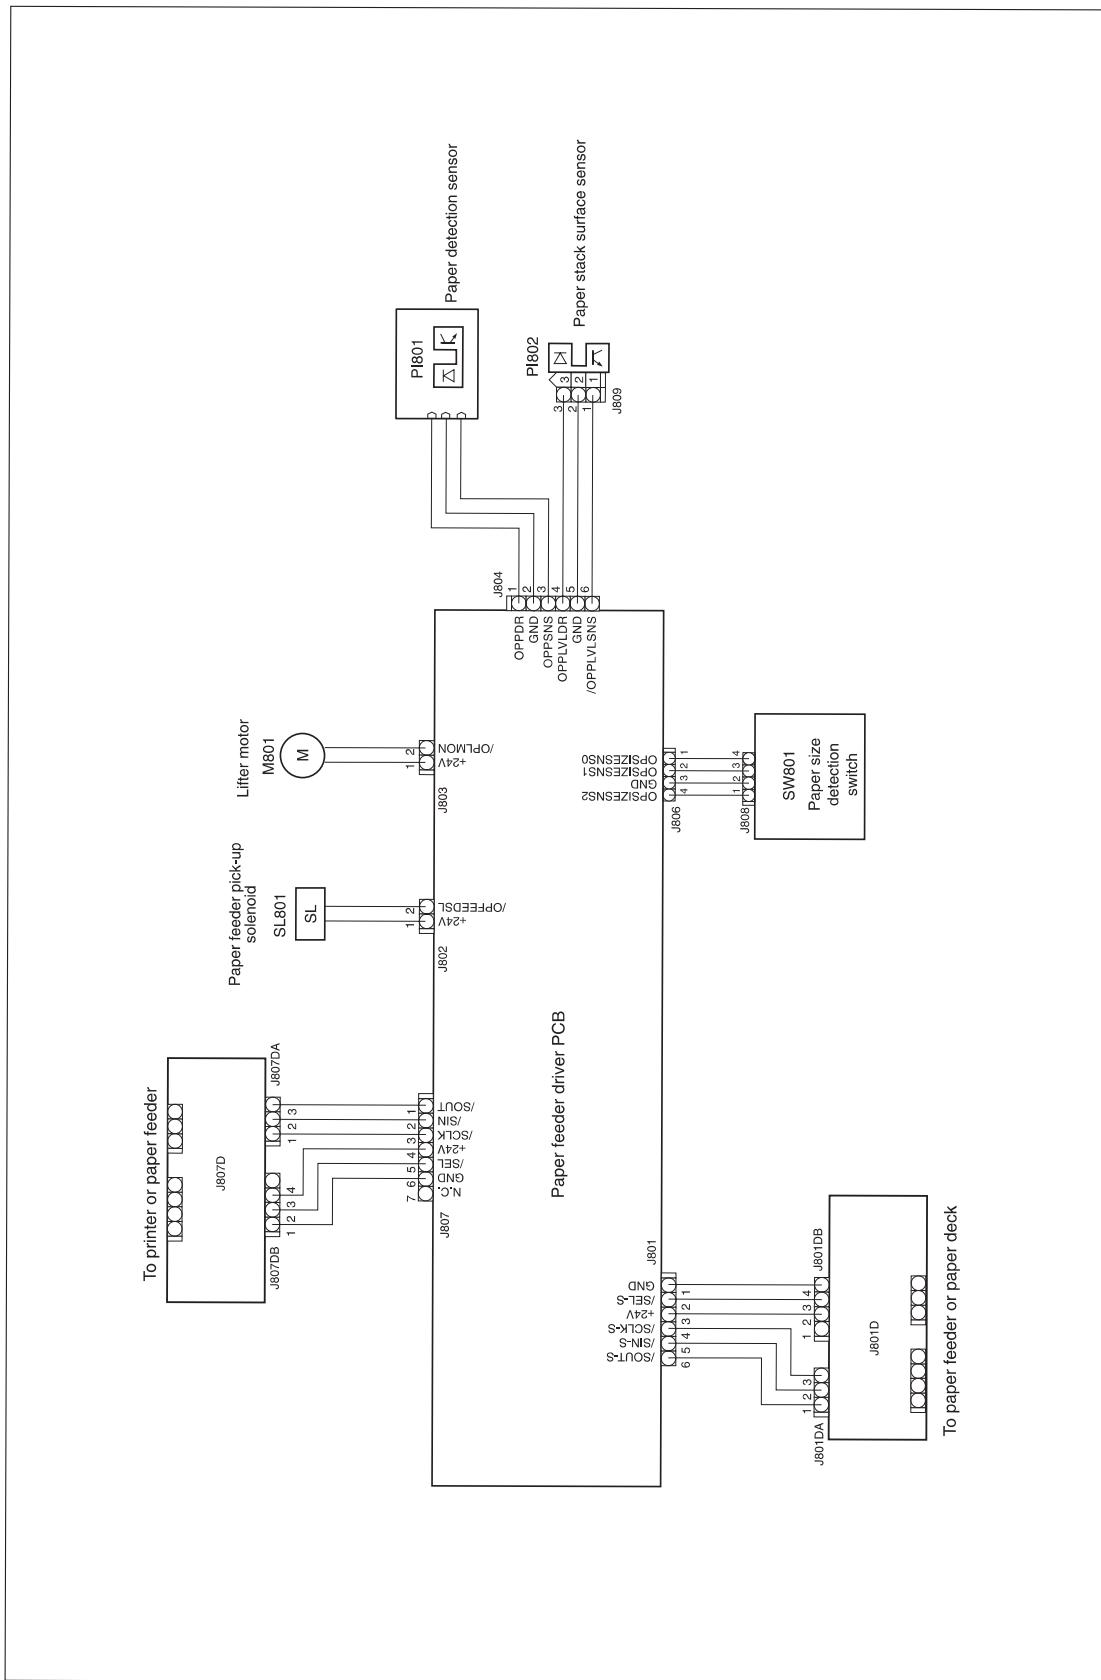 To printer or paper feeder
J807D
J807DB
1 2 3 4
J807DA
1 2 3
Paper feeder pick-up
solenoid
SL801
SL
Lifter motor
M801
M
J807
7 6 5 4 3 2 1
N.C.
GND
/SEL
+24V
/SCLK
/SIN
/SOUT
J802
1 2
+24V
/OPFEEDSL
J803
1 2
+24V
/OPLMON
Paper feeder driver PCB
J804
1
2
3
4
5
6
OPPDR
GND
OPPSNS
OPPLVLDR
GND
/OPPLVLSNS
PI801
Paper detection sensor
PI802
Paper stack surface sensor
3
2
1
3
2
1
J809
J801
/SOUT-S
/SIN-S
/SCLK-S
+24V
/SEL-S
GND
6 5 4 3 2 1
J801DA
1 2 3
J801DB
1 2 3 4
J801D
To paper feeder or paper deck
OPSIZESNS2
GND
OPSIZESNS1
OPSIZESNS0
J806
4 3 2 1
J808
1 2 3 4
SW801
Paper size
detection
switch